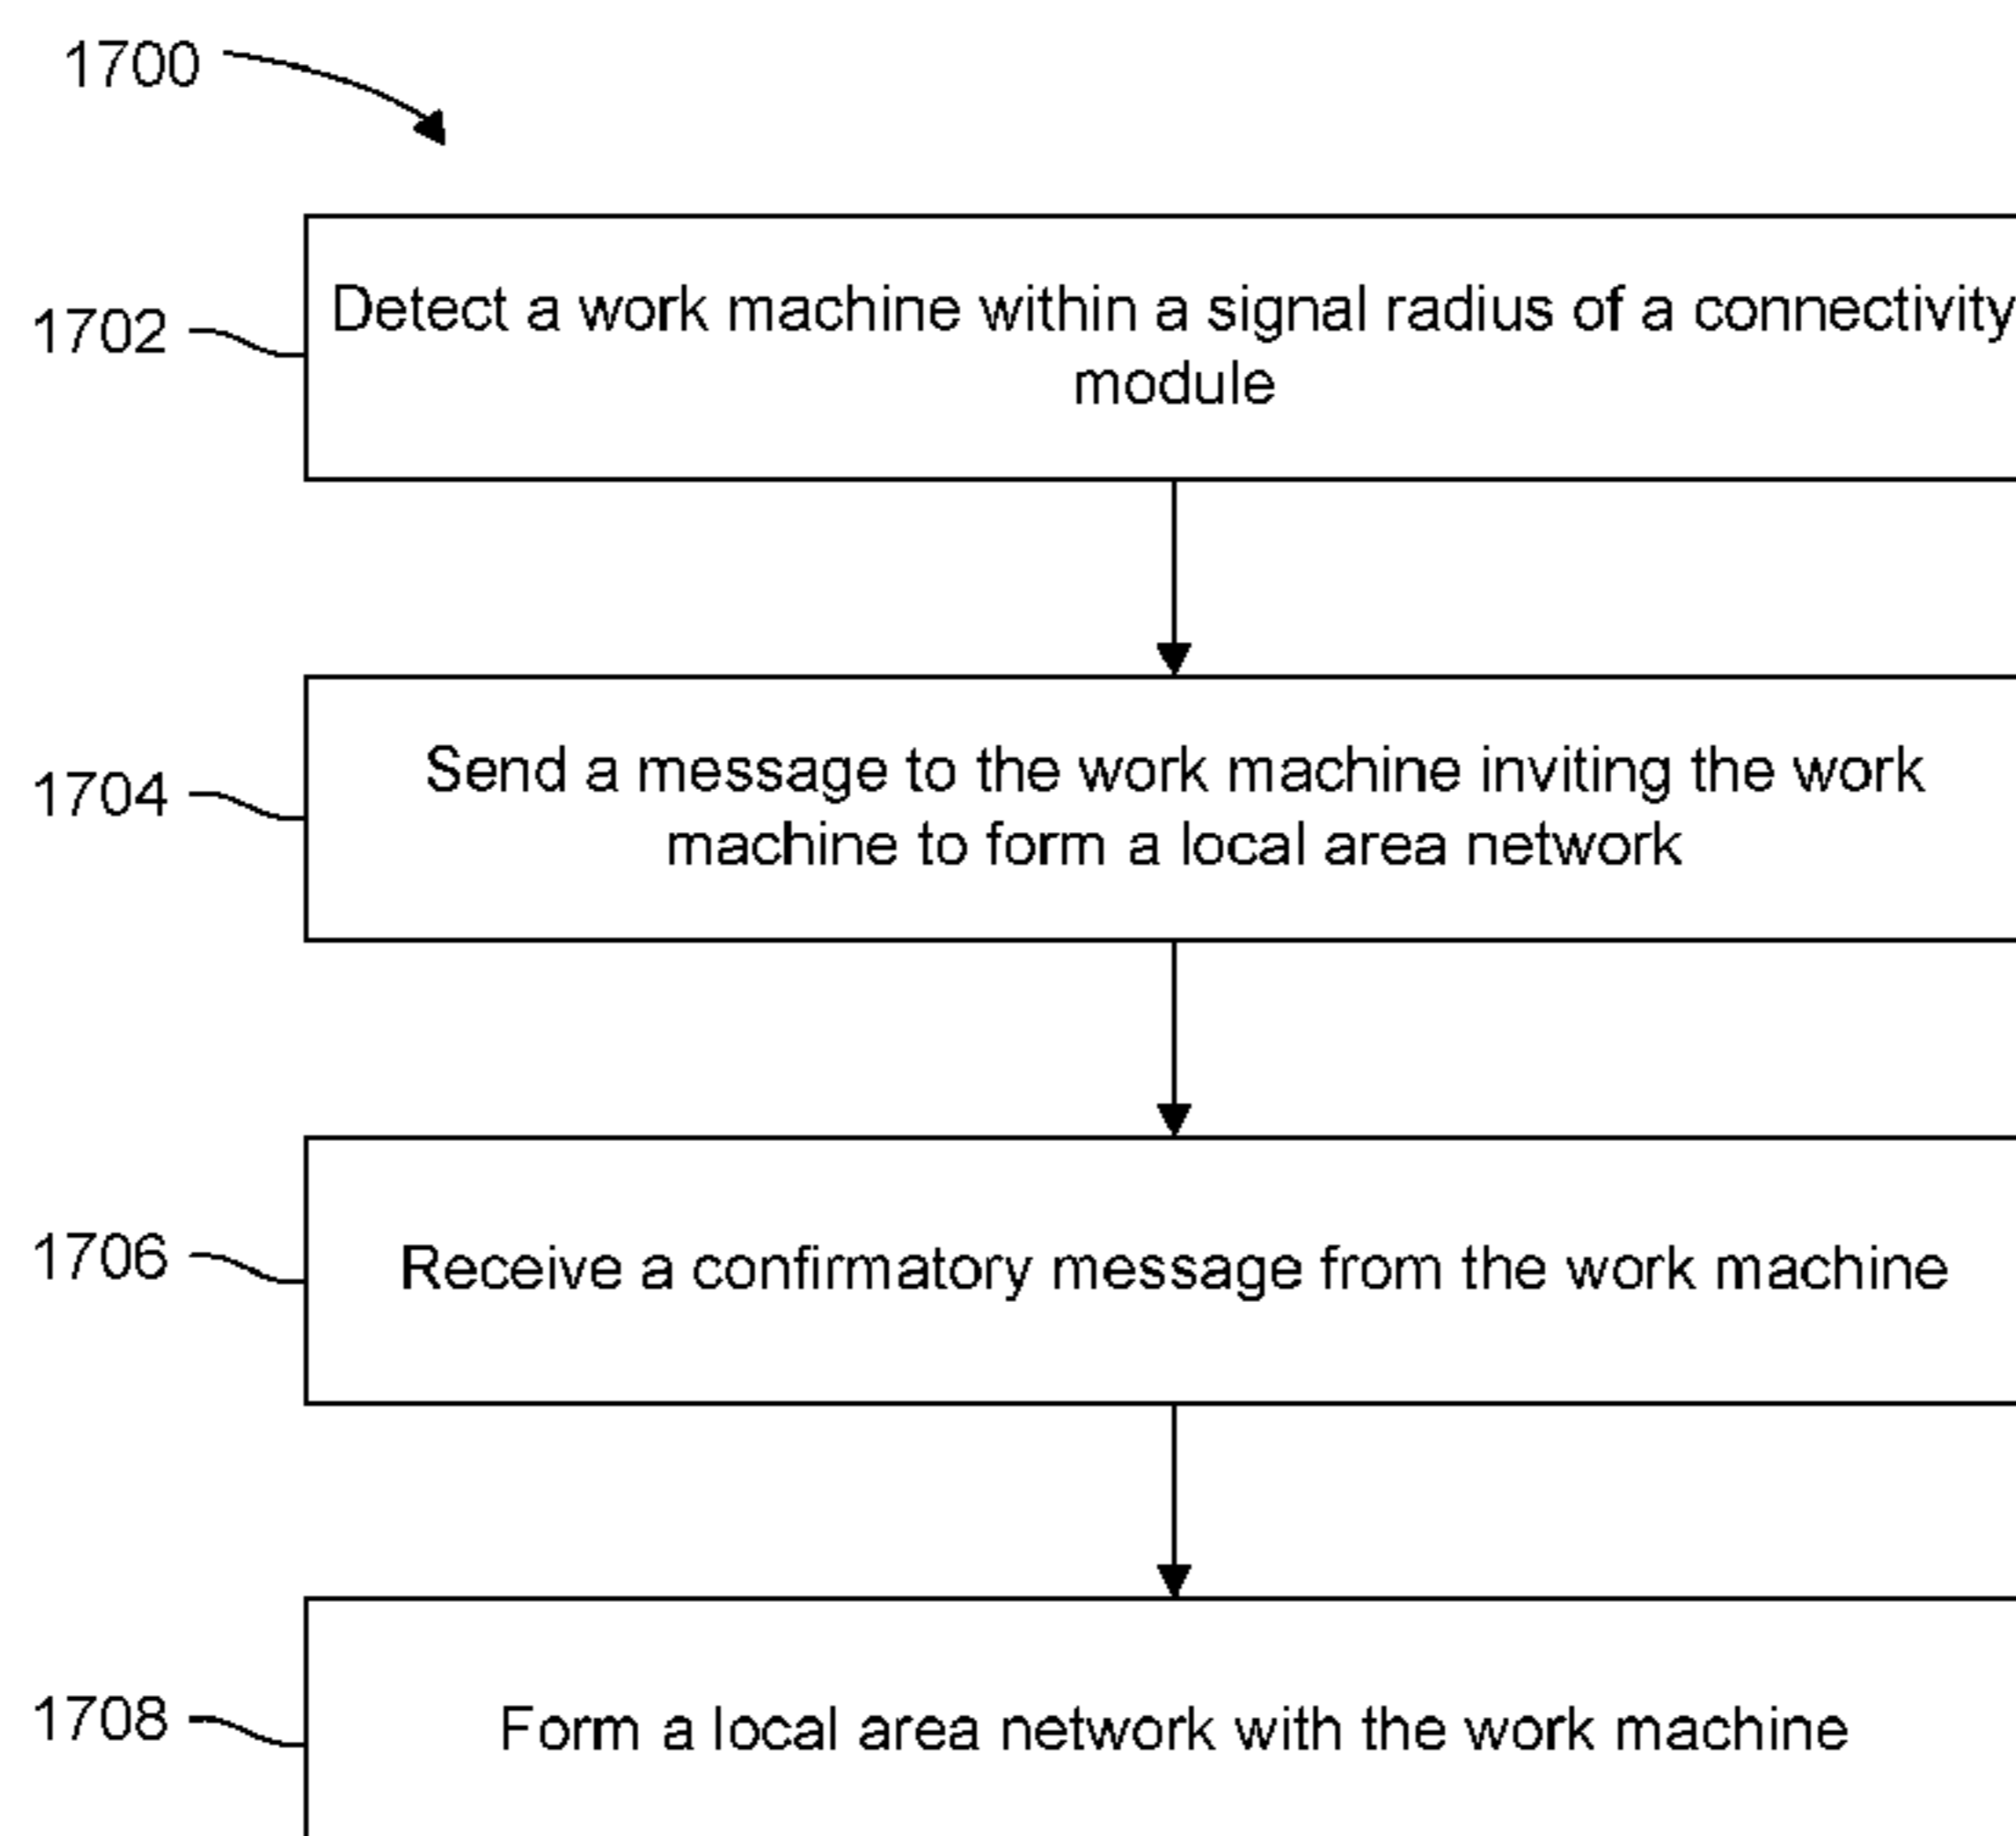 1700
1702
Detect a work machine within a signal radius of a connectivity
module
1704
Send a message to the work machine inviting the work
machine to form a local area network
1706
Receive a confirmatory message from the work machine
1708
Form a local area network with the work machine